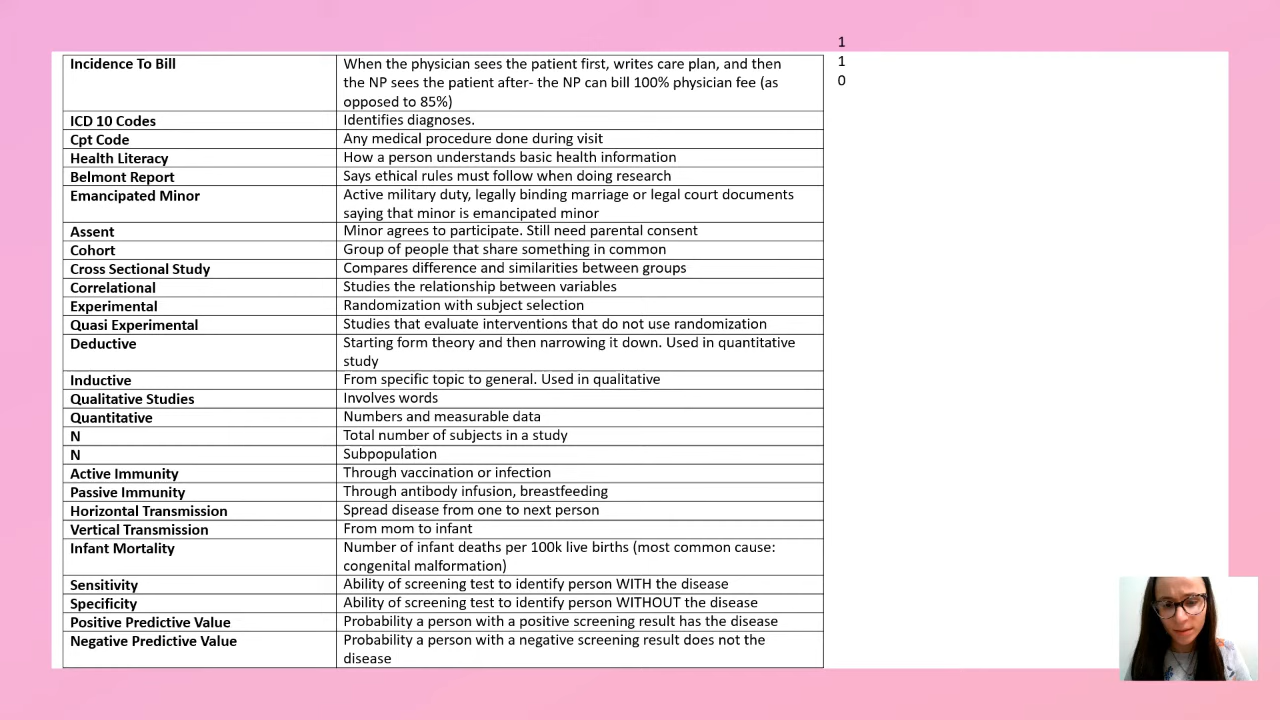 1
1
0
Incidence To Bill When the physician sees the patient first, writes care plan, and then
the NP sees the patient after- the NP can bill 100% physician fee (as
opposed to 85%)
ICD 10 Codes Identifies diagnoses.
Cpt Code Any medical procedure done during visit
Health Literacy How a person understands basic health information
Belmont Report Says ethical rules must follow when doing research
Emancipated Minor Active military duty, legally binding marriage or legal court documents
saying that minor is emancipated minor
Assent Minor agrees to participate. Still need parental consent
Cohort Group of people that share something in common
Cross Sectional Study Compares difference and similarities between groups
Correlational Studies the relationship between variables
Experimental Randomization with subject selection
Quasi Experimental Studies that evaluate interventions that do not use randomization
Deductive Starting form theory and then narrowing it down. Used in quantitative
study
Inductive From specific topic to general. Used in qualitative
Qualitative Studies Involves words
Quantitative Numbers and measurable data
N Total number of subjects in a study
N Subpopulation
Active Immunity Through vaccination or infection
Passive Immunity Through antibody infusion, breastfeeding
Horizontal Transmission Spread disease from one to next person
Vertical Transmission From mom to infant
Infant Mortality Number of infant deaths per 100k live births (most common cause:
congenital malformation)
Sensitivity Ability of screening test to identify person WITH the disease
Specificity Ability of screening test to identify person WITHOUT the disease
Positive Predictive Value Probability a person with a positive screening result has the disease
Negative Predictive Value Probability a person with a negative screening result does not the
disease